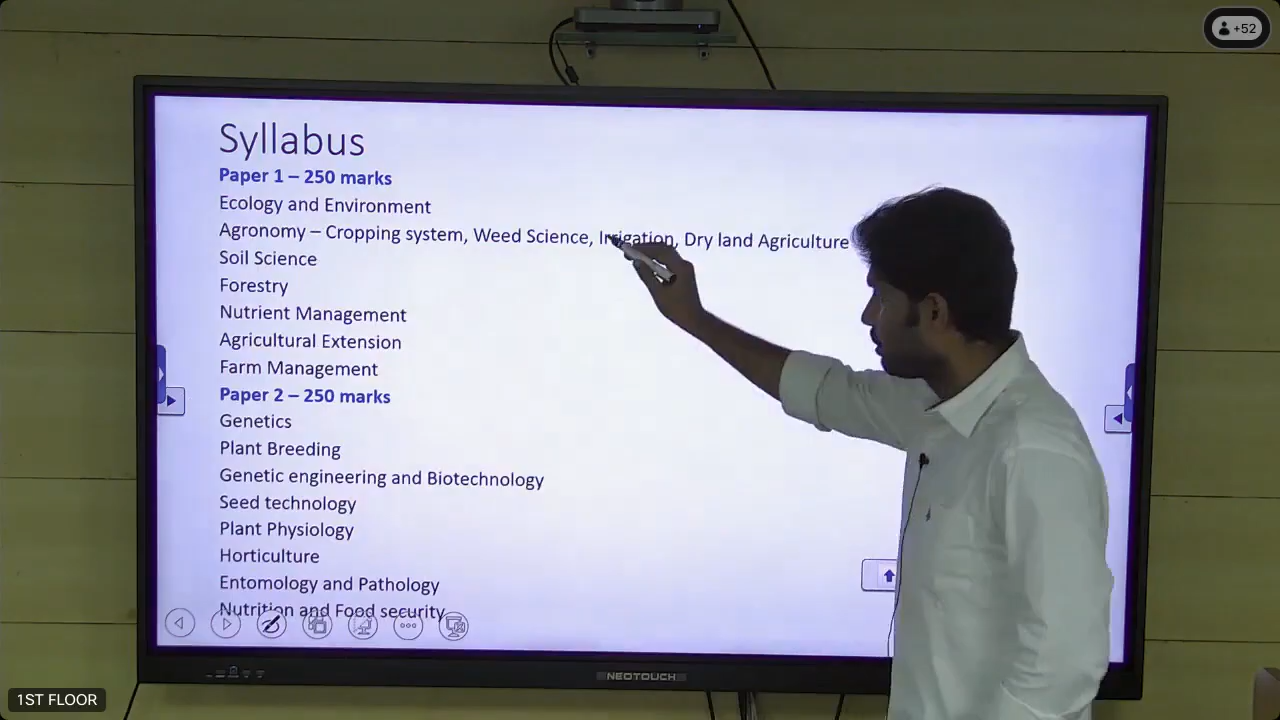 +52
Syllabus
Paper 1 – 250 marks
Ecology and Environment
Agronomy – Cropping system, Weed Science, Irrigation, Dry land Agriculture
Soil Science
Forestry
Nutrient Management
Agricultural Extension
Farm Management
Paper 2 – 250 marks
Genetics
Plant Breeding
Genetic engineering and Biotechnology
Seed technology
Plant Physiology
Horticulture
Entomology and Pathology
Nutrition and Food security
NEOTOUCH
1ST FLOOR